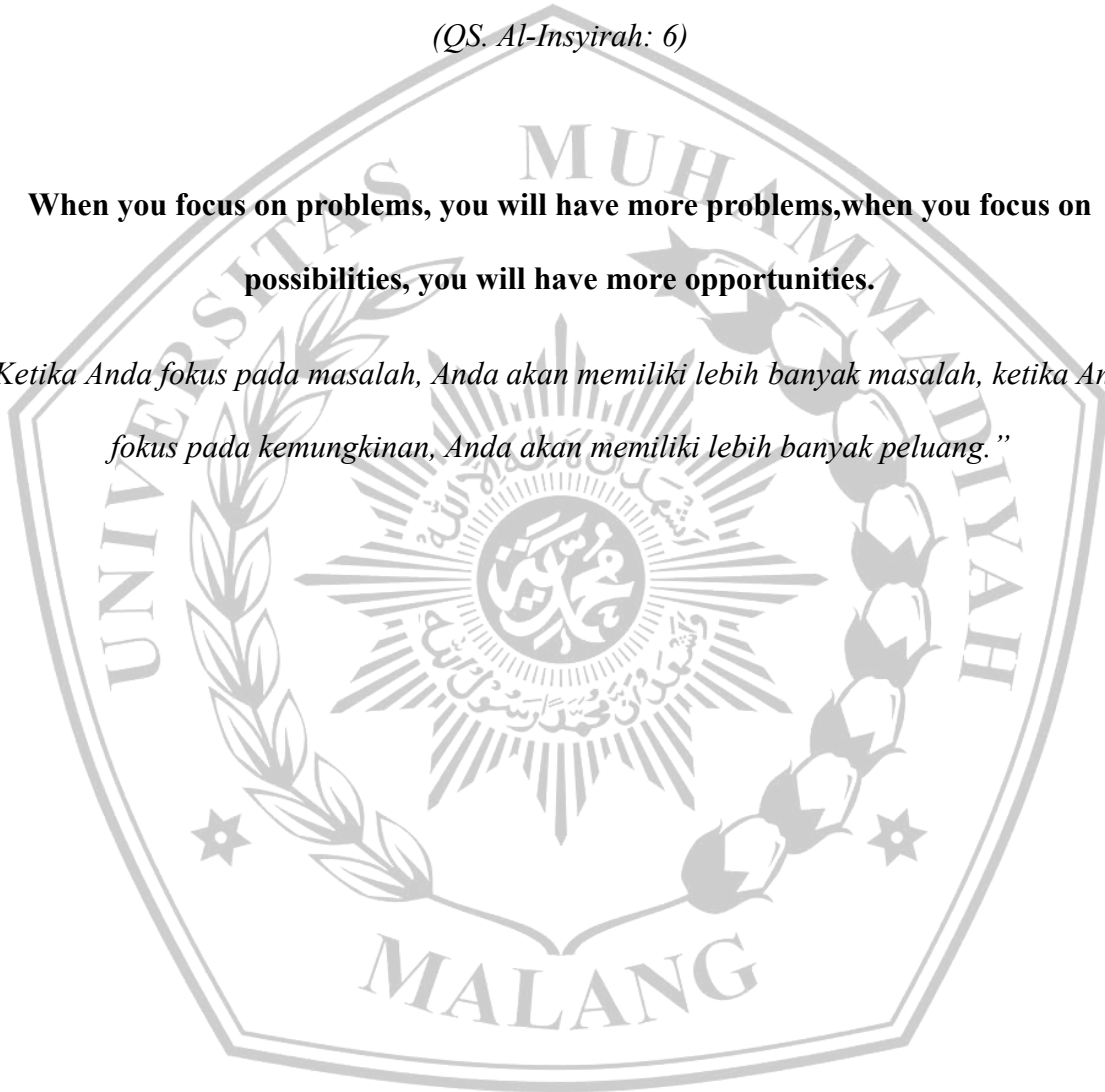 (QS. Al-Insyirah: 6)
When you focus on problems, you will have more problems,when you focus on
possibilities, you will have more opportunities.
Ketika Anda fokus pada masalah, Anda akan memiliki lebih banyak masalah, ketika An
fokus pada kemungkinan, Anda akan memiliki lebih banyak peluang.”
UNIVERSITAS MUHAMMADIYAH
MALANG